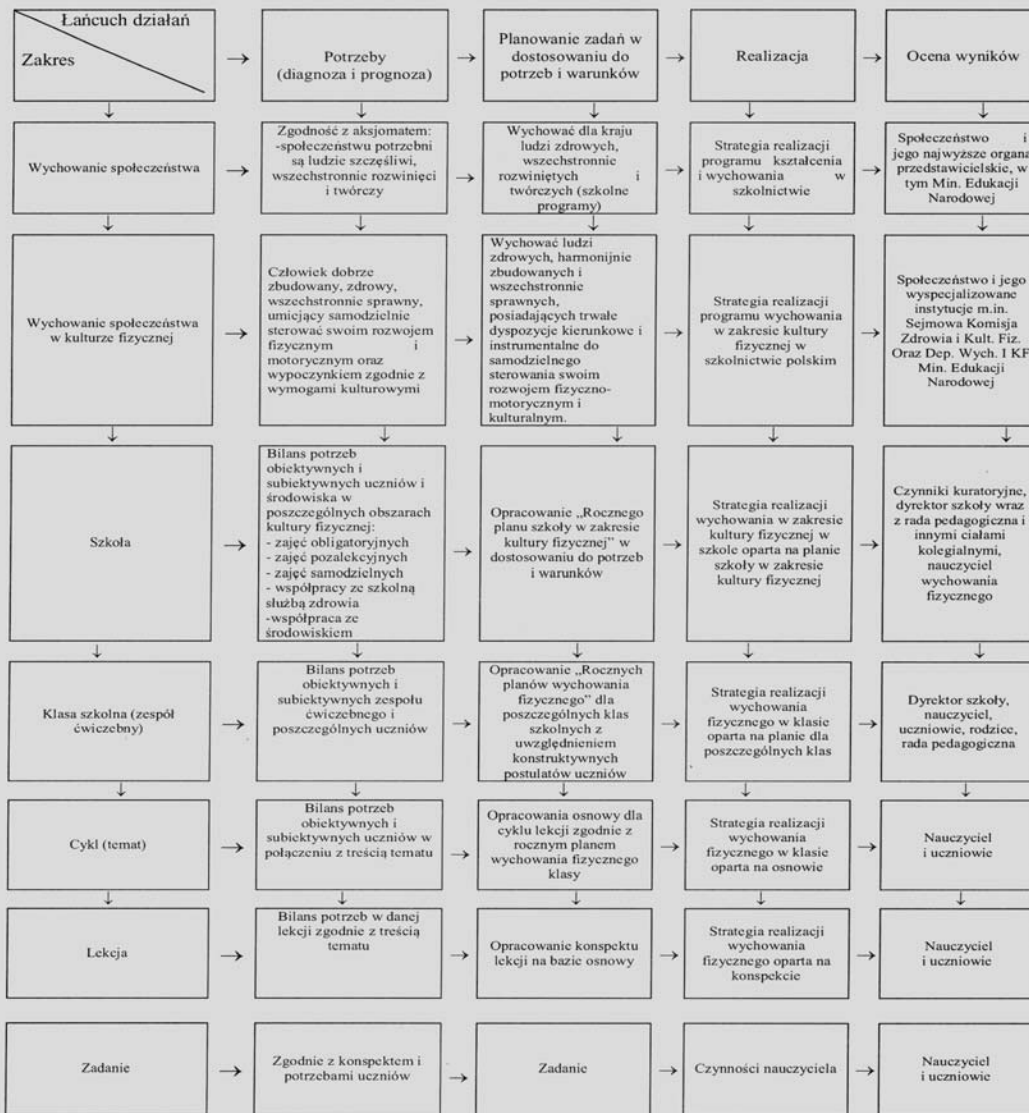 Łańcuch działań
Zakres
Potrzeby
(diagnoza i prognoza)
Planowanie zadań w
dostosowaniu do
potrzeb i warunków
Realizacja
Ocena wyników
Wychowanie społeczeństwa
Zgodność z aksjomatem:
-społeczeństwu potrzebni
są ludzie szczęśliwi,
wszechstronnie rozwinięci
i twórczy
Wychować dla kraju
ludzi zdrowych,
wszechstronnie
rozwiniętych i
twórczych (szkolne
programy)
Strategia realizacji
programu kształcenia
i wychowania w
szkolnictwie
Społeczeństwo i
jego najwyższe organa
przedstawicielskie, w
tym Min. Edukacji
Narodowej
Wychowanie społeczeństwa
w kulturze fizycznej
Człowiek dobrze
zbudowany, zdrowy,
wszechstronnie sprawny,
umiejący samodzielnie
sterować swoim rozwojem
fizycznym i
motorycznym oraz
wypoczynkiem zgodnie z
wymogami kulturowymi
Wychować ludzi
zdrowych, harmonijnie
zbudowanych i
wszechstronnie
sprawnych,
posiadających trwałe
dyspozycje kierunkowe i
instrumentalne do
samodzielnego
sterowania swoim
rozwojem fizyczno-
motorycznym i
kulturalnym.
Strategia realizacji
programu wychowania
w zakresie kultury
fizycznej w
szkolnictwie polskim
Społeczeństwo i jego
wyspecjalizowane
instytucje m.in.
Sejmowa Komisja
Zdrowia i Kult. Fiz.
Oraz Dep. Wych. I KF
Min. Edukacji
Narodowej
Szkoła
Bilans potrzeb
obiektywnych i
subiektywnych uczniów i
środowiska w
poszczególnych obszarach
kultury fizycznej:
- zajęć obligatoryjnych
- zajęć pozalekcyjnych
- zajęć samodzielnych
- współpracy ze szkolną
służbą zdrowia
-współpraca ze
środowiskiem
Opracowanie „Rocznego
planu szkoły w zakresie
kultury fizycznej” w
dostosowaniu do potrzeb
i warunków
Strategia realizacji
wychowania w zakresie
kultury fizycznej w
szkole oparta na planie
szkoły w zakresie
kultury fizycznej
Czynniki kuratoryjne,
dyrektor szkoły wraz
z rada pedagogiczna i
innymi ciałami
kolegialnymi,
nauczyciel
wychowania
fizycznego
Klasa szkolna (zespół
ćwiczebny)
Bilans potrzeb
obiektywnych i
subiektywnych zespołu
ćwiczebnego i
poszczególnych uczniów
Opracowanie „Rocznych
planów wychowania
fizycznego” dla
poszczególnych klas
szkolnych z
uwzględnieniem
konstruktywnych
postulatów uczniów
Strategia realizacji
wychowania
fizycznego w klasie
oparta na planie dla
poszczególnych klas
Dyrektor szkoły,
nauczyciel,
uczniowie, rodzice,
rada pedagogiczna
Cykl (temat)
Bilans potrzeb
obiektywnych i
subiektywnych uczniów w
połączeniu z treścią tematu
Opracowania osnowy dla
cyklu lekcji zgodnie z
rocznym planem
wychowania fizycznego
klasy
Strategia realizacji
wychowania
fizycznego w klasie
oparta na osnowie
Nauczyciel
i uczniowie
Lekcja
Bilans potrzeb w danej
lekcji zgodnie z treścią
tematu
Opracowanie konspektu
lekcji na bazie osnowy
Strategia realizacji
wychowania
fizycznego oparta na
konspekcie
Nauczyciel
i uczniowie
Zadanie
Zgodnie z konspektem i
potrzebami uczniów
Zadanie
Czynności nauczyciela
Nauczyciel
i uczniowie